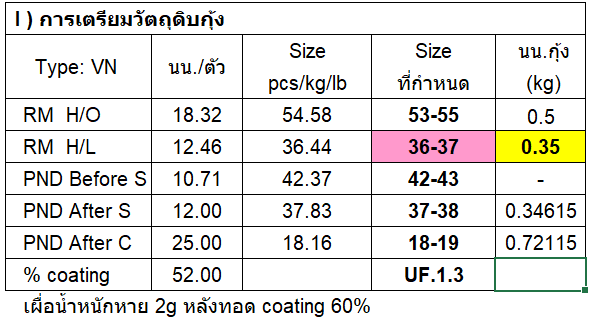 I ) การเตรียมวัตถุดิบกุ้ง
Type: VN นน./ตัว Size pcs/kg/lb Size ที่กำหนด นน.กุ้ง (kg)
RM H/O 18.32 54.58 53-55 0.5
RM H/L 12.46 36.44 36-37 0.35
PND Before S 10.71 42.37 42-43 -
PND After S 12.00 37.83 37-38 0.34615
PND After C 25.00 18.16 18-19 0.72115
% coating 52.00 UF.1.3
เผื่อน้ำหนักหาย 2g หลังทอด coating 60%